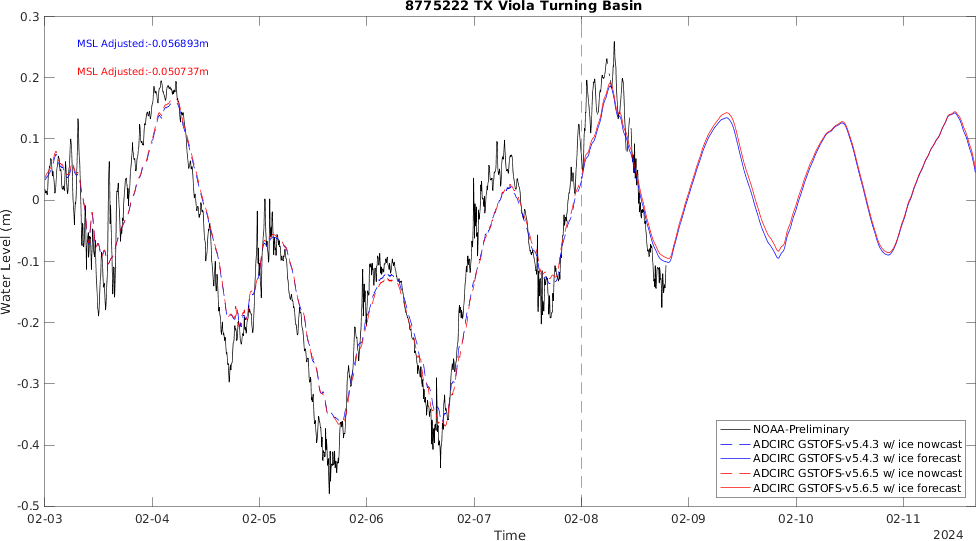 8775222 TX Viola Turning Basin
MSL Adjusted:-0.056893m
MSL Adjusted:-0.050737m
Water Level (m)
0.3
0.2
0.1
0
-0.1
-0.2
-0.3
-0.4
-0.5
NOAA-Preliminary
ADCIRC GSTOFS-v5.4.3 w/ ice nowcast
ADCIRC GSTOFS-v5.4.3 w/ ice forecast
ADCIRC GSTOFS-v5.6.5 w/ ice nowcast
ADCIRC GSTOFS-v5.6.5 w/ ice forecast
02-03 02-04 02-05 02-06 02-07 02-08 02-09 02-10 02-11
Time
2024